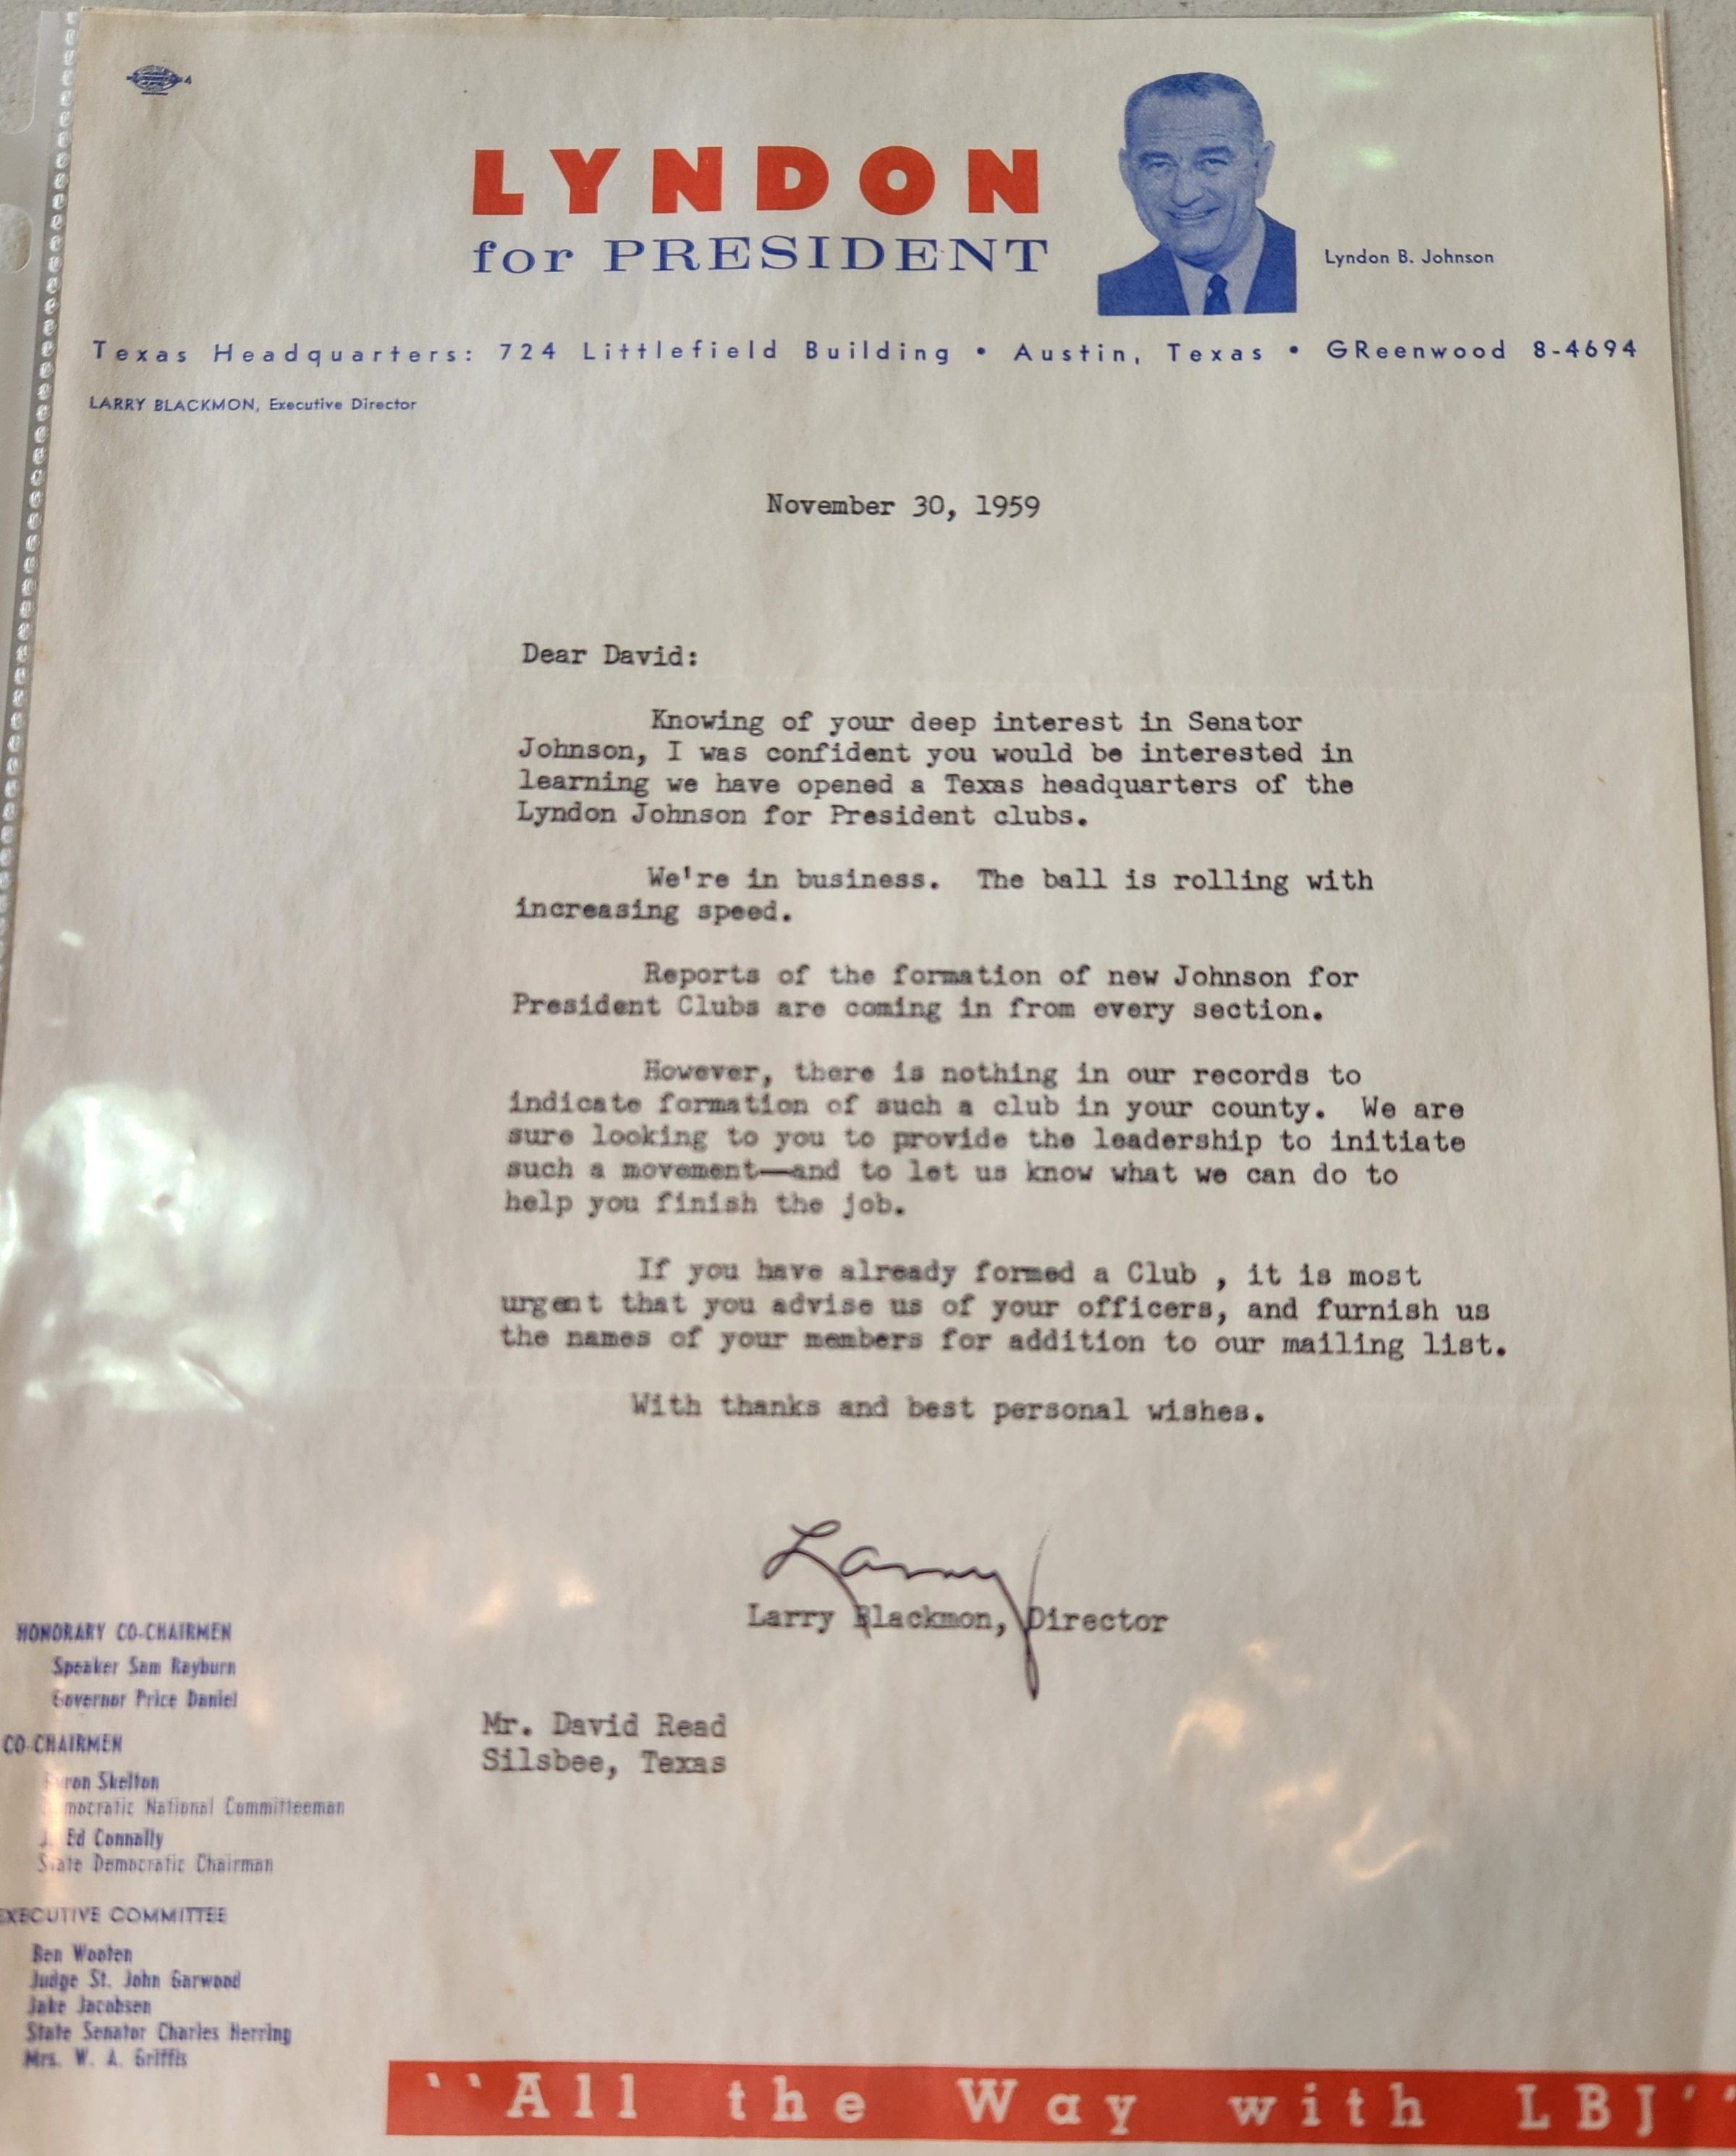 LYNDON
for PRESIDENT
Lyndon B. Johnson
Texas Headquarters: 724 Littlefield Building • Austin, Texas • GReenwood 8-4694
LARRY BLACKMON, Executive Director
November 30, 1959
Dear David:
Knowing of your deep interest in Senator
Johnson, I was confident you would be interested in
learning we have opened a Texas headquarters of the
Lyndon Johnson for President clubs.
We're in business. The ball is rolling with
increasing speed.
Reports of the formation of new Johnson for
President Clubs are coming in from every section.
However, there is nothing in our records to
indicate formation of such a club in your county. We are
sure looking to you to provide the leadership to initiate
such a movement—and to let us know what we can do to
help you finish the job.
If you have already formed a Club , it is most
urgent that you advise us of your officers, and furnish us
the names of your members for addition to our mailing list.
With thanks and best personal wishes.
Larry
Larry Blackmon, Director
Mr. David Read
Silsbee, Texas
HONORARY CO-CHAIRMEN
Speaker Sam Rayburn
Governor Price Daniel
CO-CHAIRMEN
Skelton
National Committeeman
J. Ed Connally
State Democratic Chairman
EXECUTIVE COMMITTEE
Ben Wooten
Judge St. John Garwood
Jake Jacobsen
State Senator Charles Herring
Mrs. W. A. Griffis
"All the Way with LBJ"